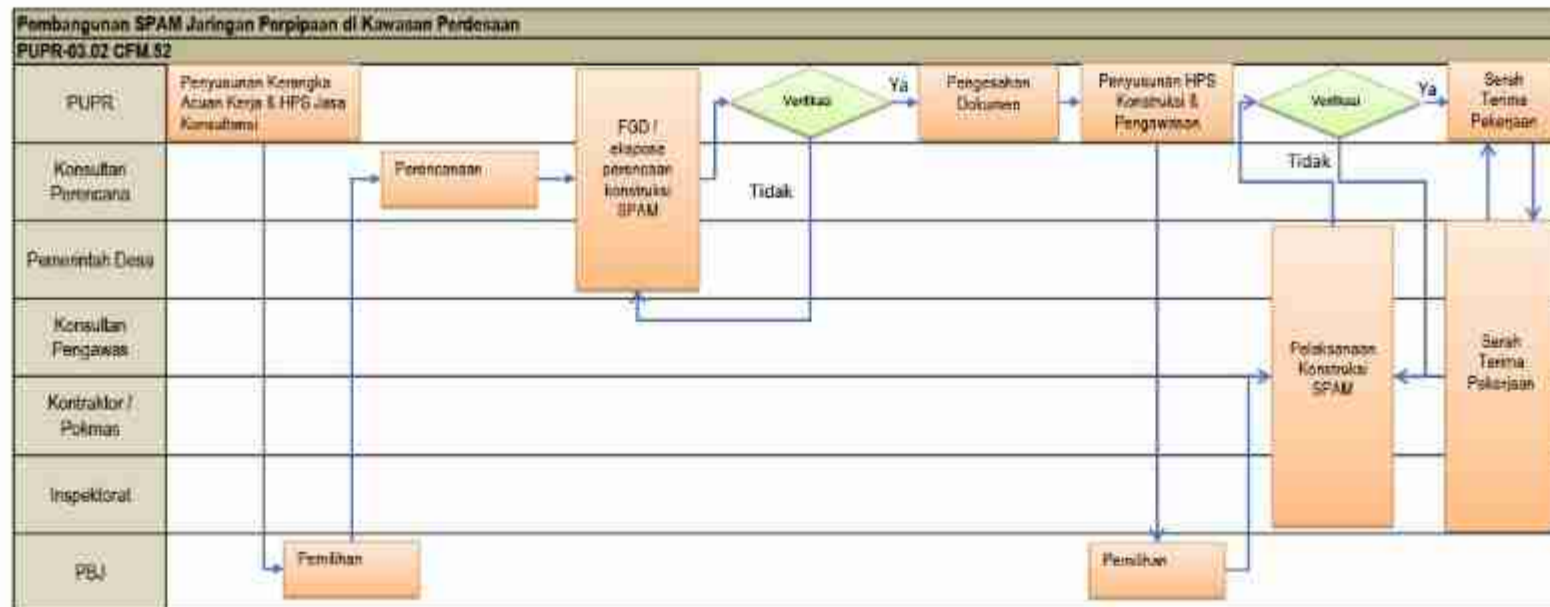 Pembangunan SPAM Jaringan Perpipaan di Kawasan Perdesaan
PUPR-03.02 CFM.52
PUPR
Penyusunan Kerangka
Acuan Kerja & HPS Jasa
Konsultansi
FGD /
ekspose
perencaan
konstruksi
SPAM
Verifikasi
Ya
Pengesahan
Dokumen
Penyusunan HPS
Konstruksi &
Pengawasan
Verifikasi
Ya
Serah
Terima
Pekerjaan
Konsultan
Perencana
Perencanaan
Tidak
Tidak
Pemerintah Desa
Konsultan
Pengawas
Pelaksanaan
Konstruksi
SPAM
Serah
Terima
Pekerjaan
Kontraktor /
Pokmas
Inspektorat
PBJ
Pemilihan
Pemilihan